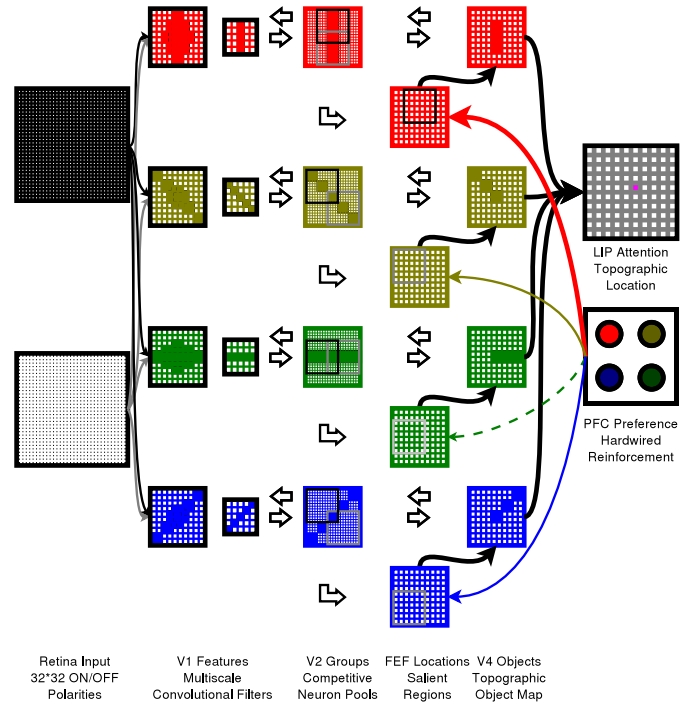 LIP Attention
Topographic
Location
PFC Preference
Hardwired
Reinforcement
Retina Input
32*32 ON/OFF
Polarities
V1 Features
Multiscale
Convolutional Filters
V2 Groups
Competitive
Neuron Pools
FEF Locations
Salient
Regions
V4 Objects
Topographic
Object Map